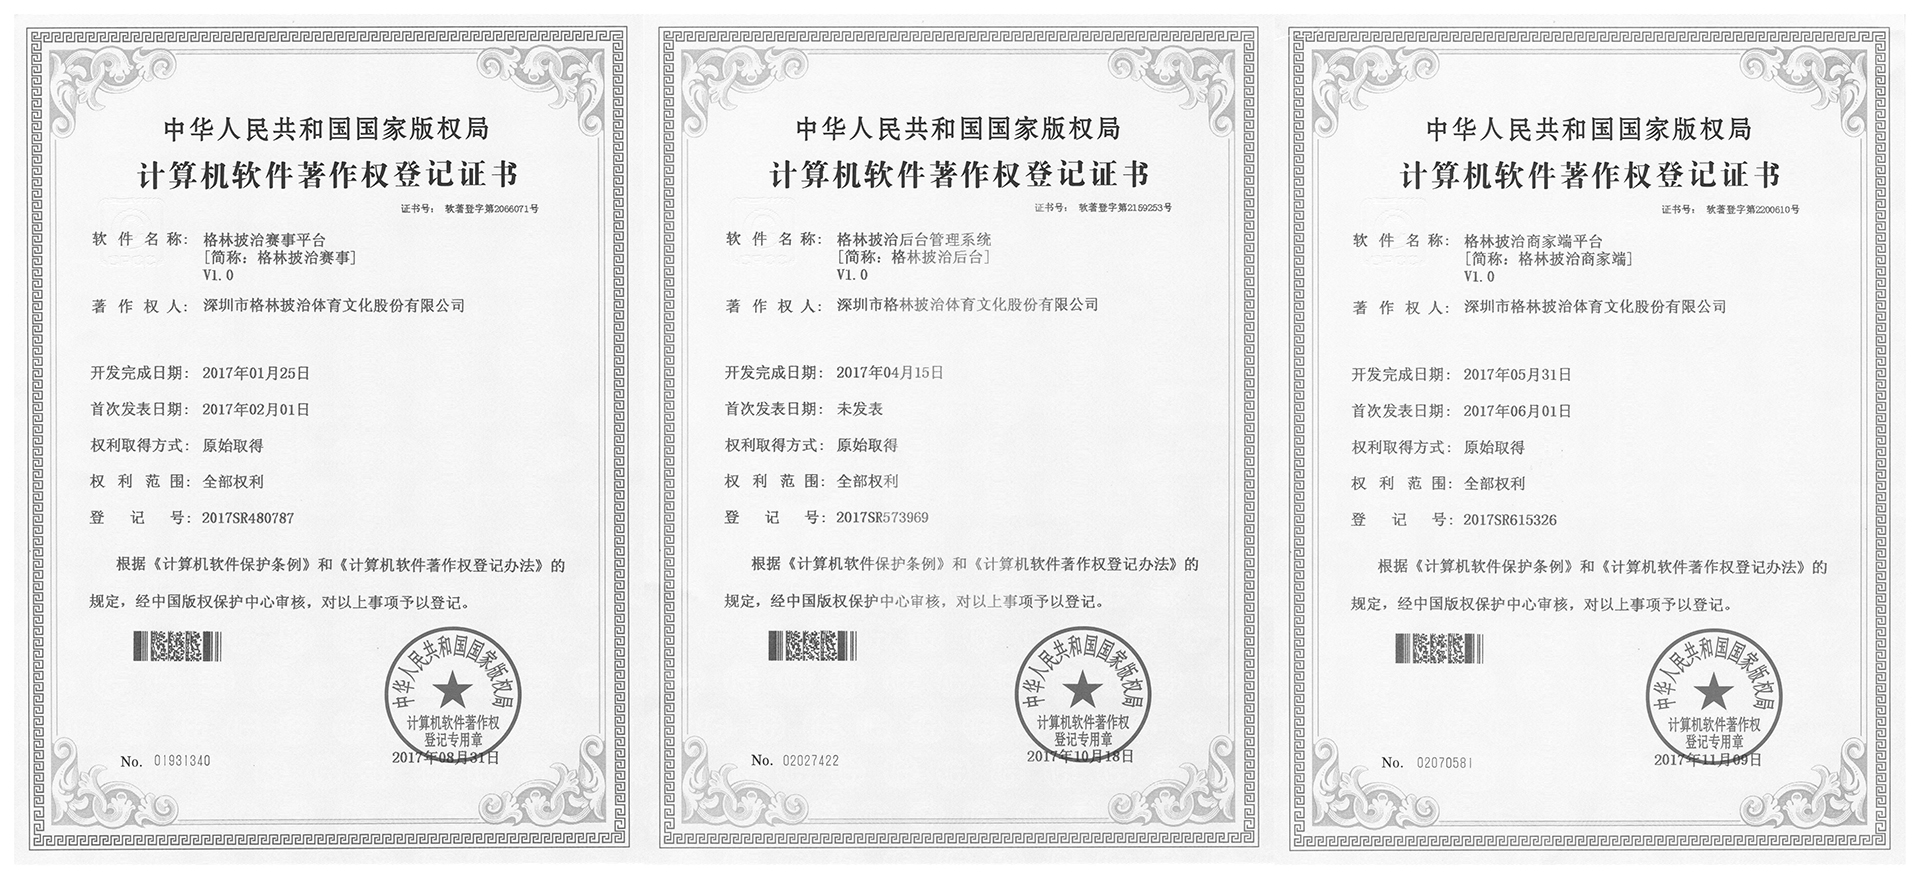 中华人民共和国国家版权局
计算机软件著作权登记证书
证书号： 软著登字第2066071号
软件名称： 格林披治赛事平台
[简称：格林披治赛事]
V1.0
著作权人： 深圳市格林披治体育文化股份有限公司
开发完成日期： 2017年01月25日
首次发表日期： 2017年02月01日
权利取得方式： 原始取得
权利范围： 全部权利
登记号： 2017SR480787
根据《计算机软件保护条例》和《计算机软件著作权登记办法》的
规定，经中国版权保护中心审核，对以上事项予以登记。
中华人民共和国国家版权局
计算机软件著作权
登记专用章
No. 01931340
2017年08月31日
中华人民共和国国家版权局
计算机软件著作权登记证书
证书号： 软著登字第2159253号
软件名称： 格林披治后台管理系统
[简称：格林披治后台]
V1.0
著作权人： 深圳市格林披治体育文化股份有限公司
开发完成日期： 2017年04月15日
首次发表日期： 未发表
权利取得方式： 原始取得
权利范围： 全部权利
登记号： 2017SR573969
根据《计算机软件保护条例》和《计算机软件著作权登记办法》的
规定，经中国版权保护中心审核，对以上事项予以登记。
中华人民共和国国家版权局
计算机软件著作权
登记专用章
No. 02027422
2017年10月18日
中华人民共和国国家版权局
计算机软件著作权登记证书
证书号： 软著登字第2200610号
软件名称： 格林披治商家端平台
[简称：格林披治商家端]
V1.0
著作权人： 深圳市格林披治体育文化股份有限公司
开发完成日期： 2017年05月31日
首次发表日期： 2017年06月01日
权利取得方式： 原始取得
权利范围： 全部权利
登记号： 2017SR615326
根据《计算机软件保护条例》和《计算机软件著作权登记办法》的
规定，经中国版权保护中心审核，对以上事项予以登记。
中华人民共和国国家版权局
计算机软件著作权
登记专用章
No. 02070581
2017年11月09日